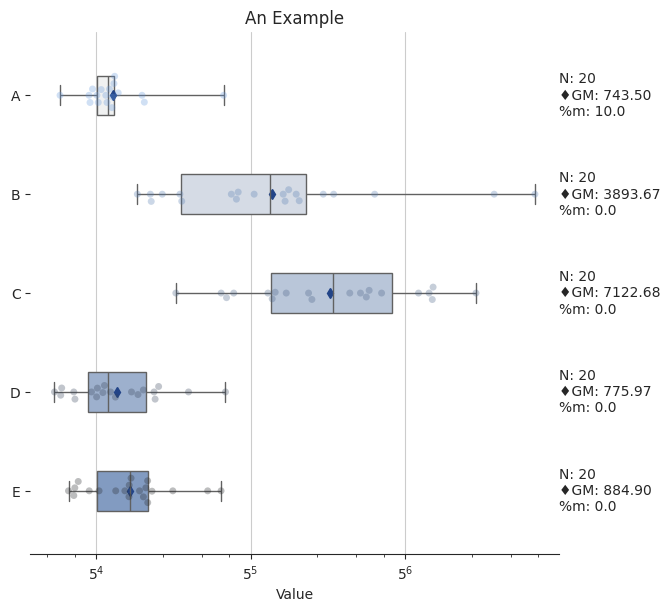 An Example
A
N: 20
♦GM: 743.50
%m: 10.0
B
N: 20
♦GM: 3893.67
%m: 0.0
C
N: 20
♦GM: 7122.68
%m: 0.0
D
N: 20
♦GM: 775.97
%m: 0.0
E
N: 20
♦GM: 884.90
%m: 0.0
5⁴ 5⁵ 5⁶
Value